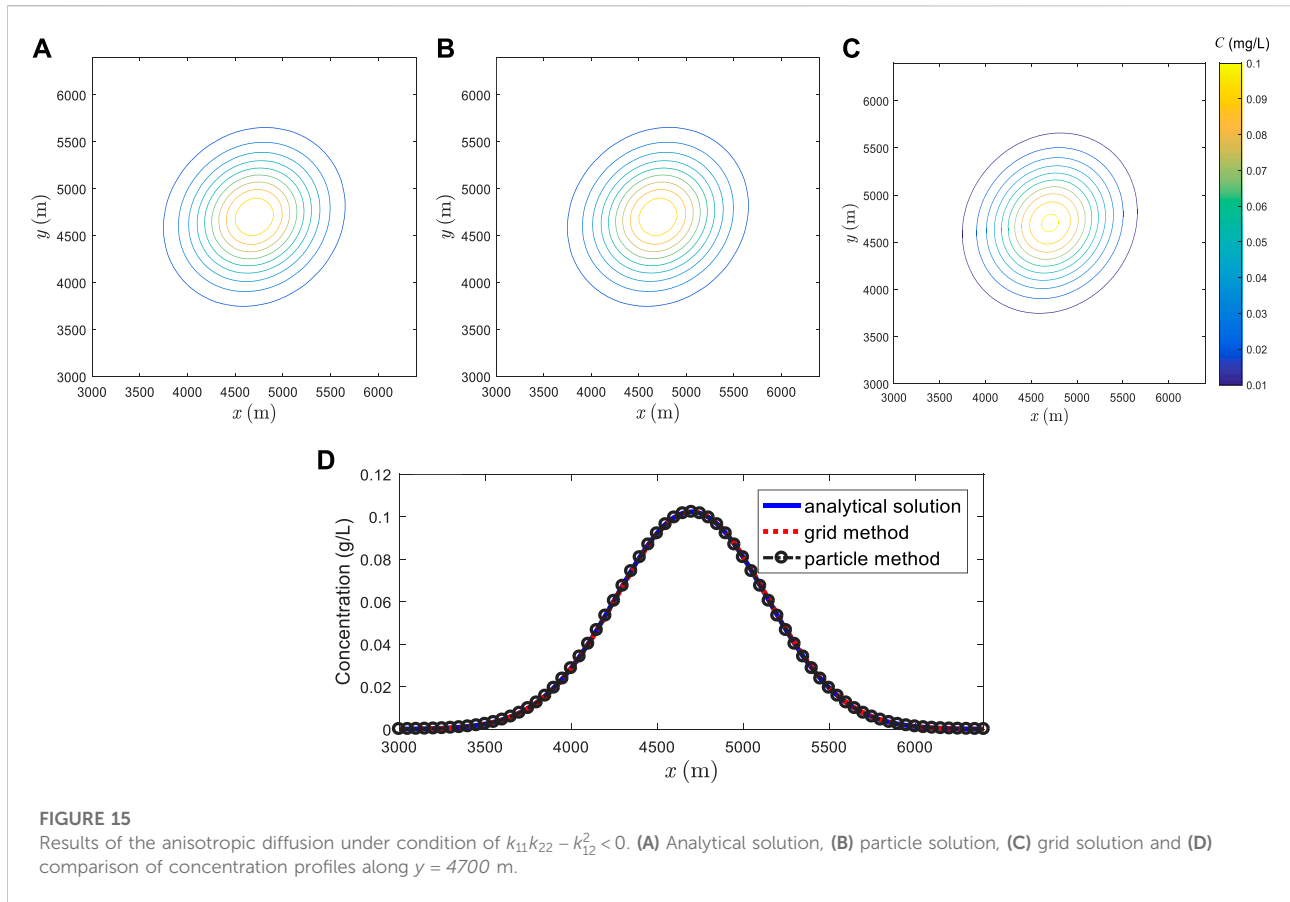 A
6000
5500
5000
4500
4000
3500
3000
y (m)
3000 3500 4000 4500 5000 5500 6000
x (m)
B
6000
5500
5000
4500
4000
3500
3000
y (m)
3000 3500 4000 4500 5000 5500 6000
x (m)
C
6000
5500
5000
4500
4000
3500
3000
y (m)
3000 3500 4000 4500 5000 5500 6000
x (m)
C (mg/L)
0.1
0.09
0.08
0.07
0.06
0.05
0.04
0.03
0.02
0.01
D
0.12
0.1
0.08
0.06
0.04
0.02
0
Concentration (g/L)
analytical solution
grid method
particle method
3000 3500 4000 4500 5000 5500 6000
x (m)
FIGURE 15
Results of the anisotropic diffusion under condition of k₁₁k₂₂ – k₁₂² < 0. (A) Analytical solution, (B) particle solution, (C) grid solution and (D)
comparison of concentration profiles along y = 4700 m.